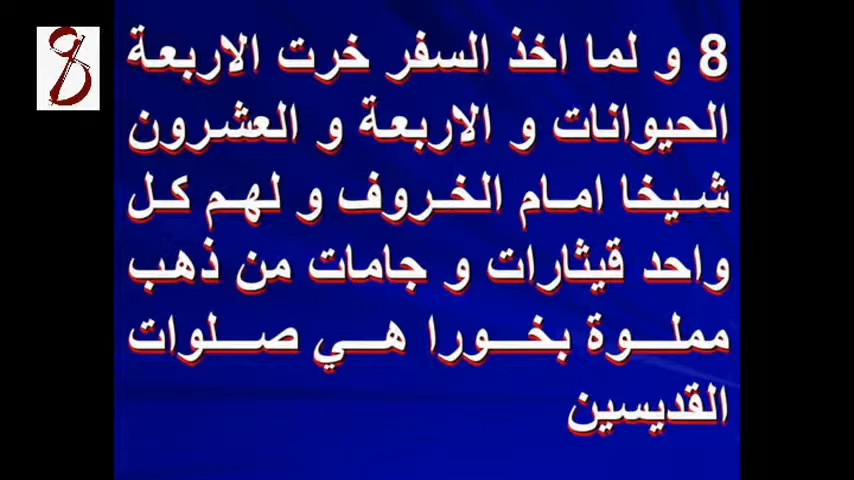 8 و لما اخذ السفر خرت الاربعة
الحيوانات و الاربعة و العشرون
شيخا امام الخروف و لهم كل
واحد قيثارات و جامات من ذهب
مملوة بخورا هي صلوات
القديسين